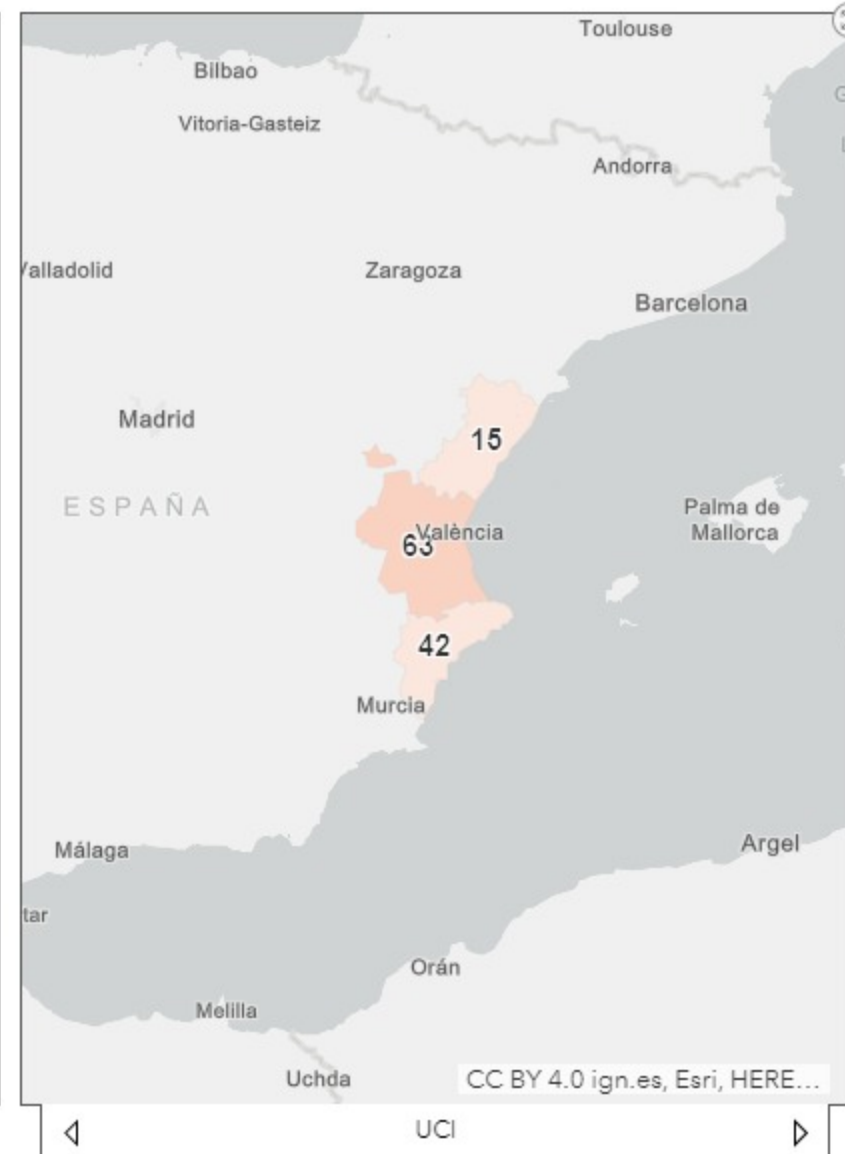 Toulouse
Bilbao
Vitoria-Gasteiz
Andorra
Valladolid
Zaragoza
Barcelona
Madrid
15
ESPAÑA
Palma de
Mallorca
València
63
42
Murcia
Málaga
Argel
tar
Orán
Melilla
Uchda
CC BY 4.0 ign.es, Esri, HERE...
UCI